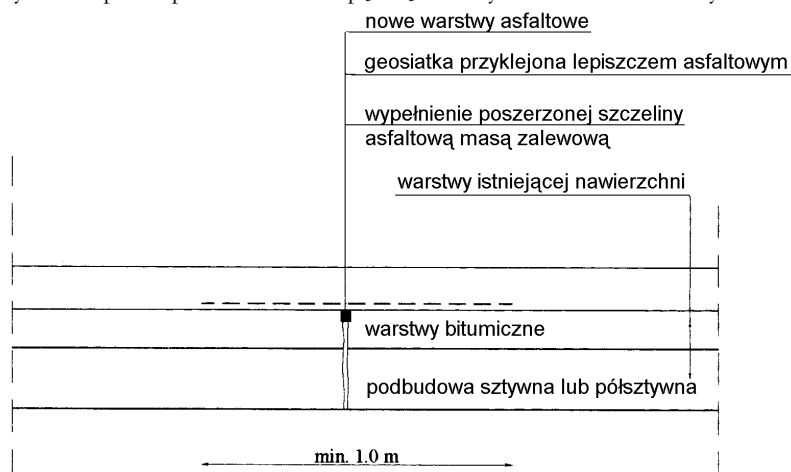 nowe warstwy asfaltowe
geosiatka przyklejona lepiszczem asfaltowym
wypełnienie poszerzonej szczeliny
asfaltową masą zalewową
warstwy istniejącej nawierzchni
warstwy bitumiczne
podbudowa sztywna lub półsztywna
min. 1.0 m